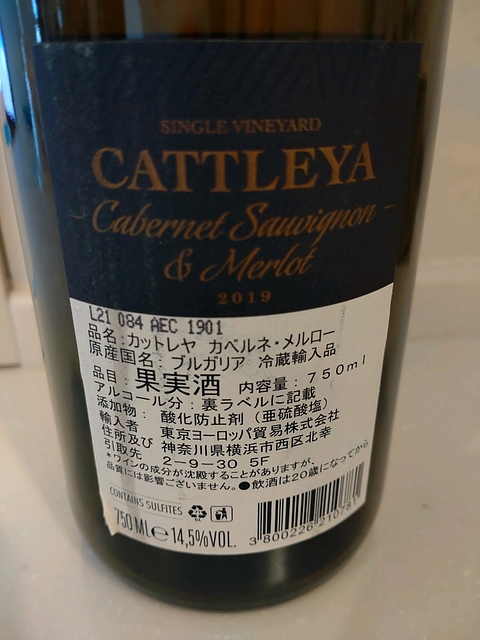 SINGLE VINEYARD
CATTLEYA
Cabernet Sauvignon
& Merlot
2019
L21 084 AEC 1901
品名:カットレヤ カベルネ・メルロー
原産国名: ブルガリア 冷蔵輸入品
品目: 果実酒 内容量:750ml
アルコール分:裏ラベルに記載
添加物: 酸化防止剤(亜硫酸塩)
輸入者 東京ヨーロッパ貿易株式会社
住所及び 神奈川県横浜市西区北幸
引取先 2-9-30 5F
*ワインの成分が沈殿することがありますが、
品質には影響ございません。●飲酒は20歳になってから
CONTAINS SULFITES
750 ML℮ 14,5%VOL.
3 800226 210781